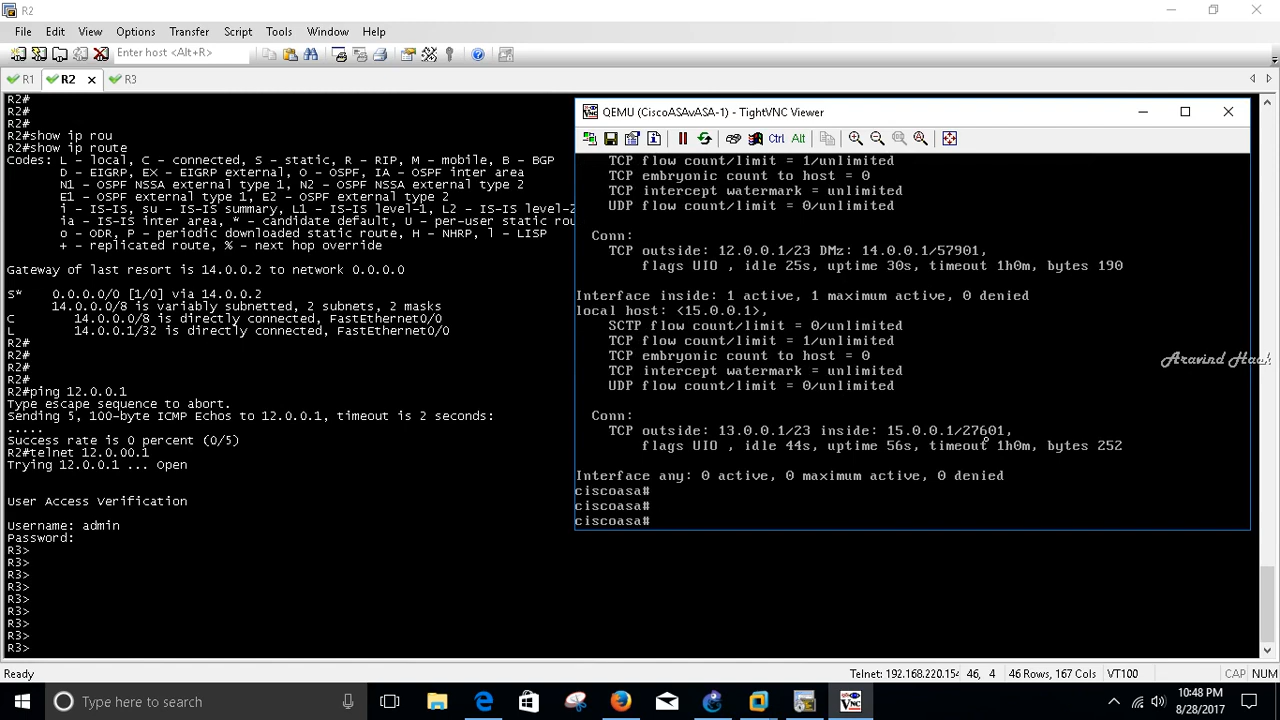 R2
File Edit View Options Transfer Script Tools Window Help
Enter host <Alt+R>
R1 R2 R3
R2#
R2#
R2#
R2#show ip rou
R2#show ip route
Codes: L - local, C - connected, S - static, R - RIP, M - mobile, B - BGP
D - EIGRP, EX - EIGRP external, O - OSPF, IA - OSPF inter area
N1 - OSPF NSSA external type 1, N2 - OSPF NSSA external type 2
E1 - OSPF external type 1, E2 - OSPF external type 2
i - IS-IS, su - IS-IS summary, L1 - IS-IS level-1, L2 - IS-IS level-2
ia - IS-IS inter area, * - candidate default, U - per-user static rou
o - ODR, P - periodic downloaded static route, H - NHRP, l - LISP
+ - replicated route, % - next hop override
Gateway of last resort is 14.0.0.2 to network 0.0.0.0
S* 0.0.0.0/0 [1/0] via 14.0.0.2
14.0.0.0/8 is variably subnetted, 2 subnets, 2 masks
C 14.0.0.0/8 is directly connected, FastEthernet0/0
L 14.0.0.1/32 is directly connected, FastEthernet0/0
R2#
R2#
R2#
R2#
R2#ping 12.0.0.1
Type escape sequence to abort.
Sending 5, 100-byte ICMP Echos to 12.0.0.1, timeout is 2 seconds:
.....
Success rate is 0 percent (0/5)
R2#telnet 12.0.00.1
Trying 12.0.0.1 ... Open
User Access Verification
Username: admin
Password:
R3>
R3>
R3>
R3>
R3>
R3>
R3>
R3>
R3>
QEMU (CiscoASAvASA-1) - TightVNC Viewer
Ctrl Alt
TCP flow count/limit = 1/unlimited
TCP embryonic count to host = 0
TCP intercept watermark = unlimited
UDP flow count/limit = 0/unlimited
Conn:
TCP outside: 12.0.0.1/23 DMz: 14.0.0.1/57901,
flags UIO , idle 25s, uptime 30s, timeout 1h0m, bytes 190
Interface inside: 1 active, 1 maximum active, 0 denied
local host: <15.0.0.1>,
SCTP flow count/limit = 0/unlimited
TCP flow count/limit = 1/unlimited
TCP embryonic count to host = 0
TCP intercept watermark = unlimited
UDP flow count/limit = 0/unlimited
Conn:
TCP outside: 13.0.0.1/23 inside: 15.0.0.1/27601,
flags UIO , idle 44s, uptime 56s, timeout 1h0m, bytes 252
Interface any: 0 active, 0 maximum active, 0 denied
ciscoasa#
ciscoasa#
ciscoasa#
Aravind Hack
Ready
Telnet: 192.168.220.154 46, 4 46 Rows, 167 Cols VT100 CAP NUM
Type here to search
10:48 PM
8/28/2017